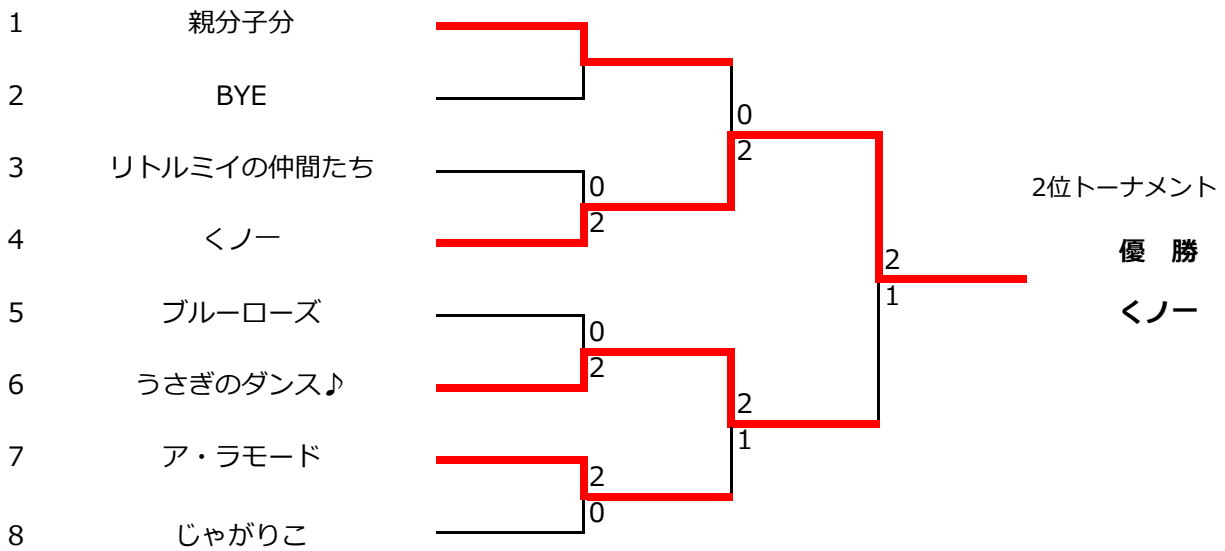 1 親分子分
2 BYE
0
2
3 リトルミイの仲間たち
0
2
4 くノ一
2位トーナメント
優 勝
2
1
くノ一
5 ブルーローズ
0
2
6 うさぎのダンス♪
2
1
7 ア・ラモード
2
0
8 じゃがりこ